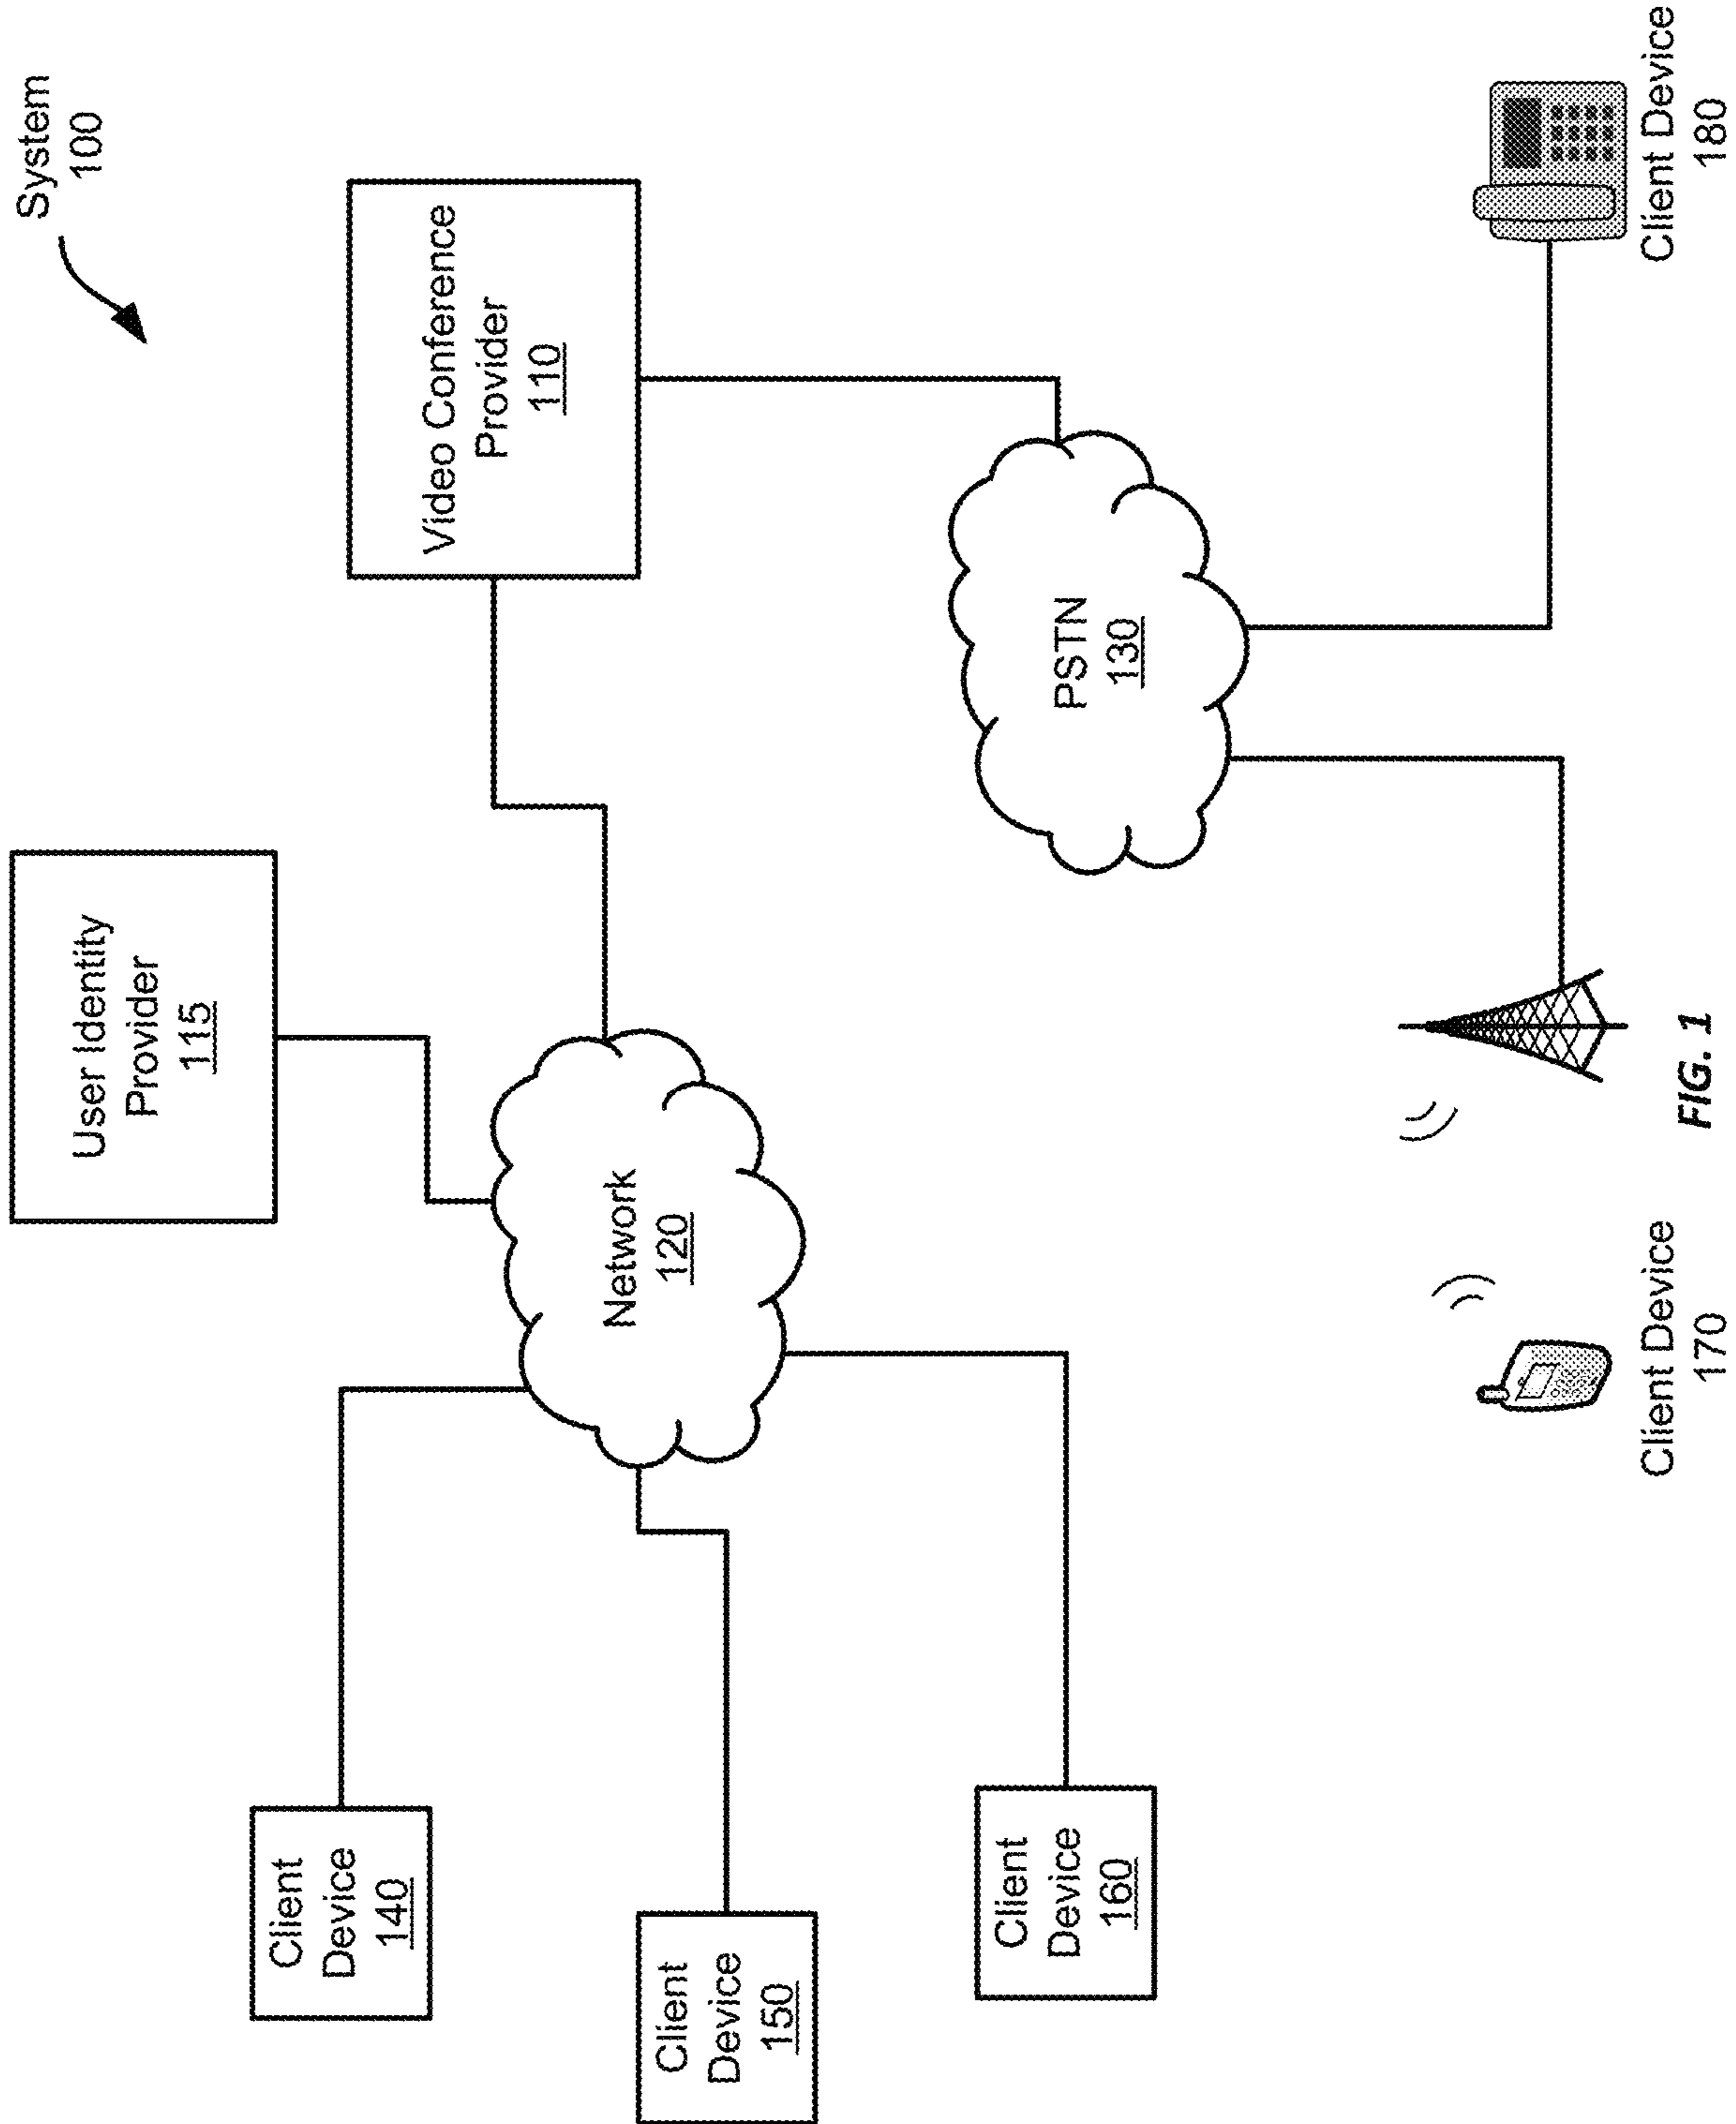 System
100
User Identity
Provider
115
Video Conference
Provider
110
Client
Device
140
Network
120
Client
Device
150
PSTN
130
Client
Device
160
Client Device
170
Client Device
180
FIG. 1